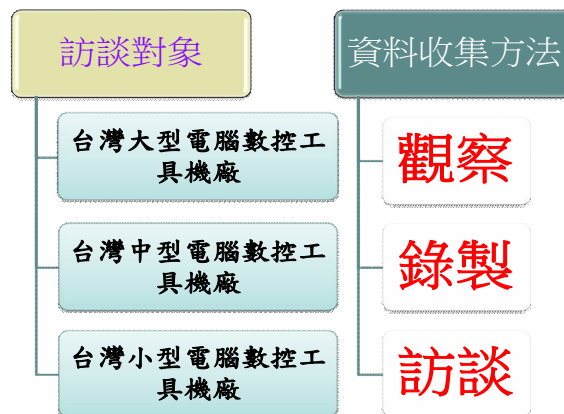 訪談對象
台灣大型電腦數控工
具機廠
台灣中型電腦數控工
具機廠
台灣小型電腦數控工
具機廠
資料收集方法
觀察
錄製
訪談